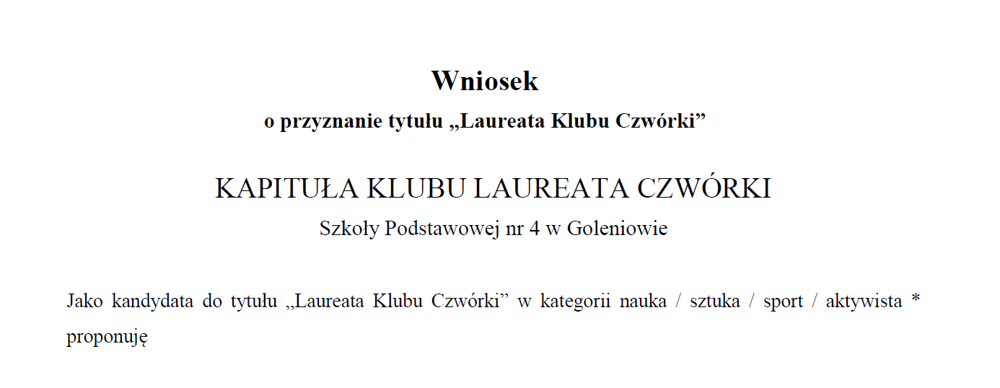 Wniosek
o przyznanie tytułu „Laureata Klubu Czwórki”
KAPITUŁA KLUBU LAUREATA CZWÓRKI
Szkoły Podstawowej nr 4 w Goleniowie
Jako kandydata do tytułu „Laureata Klubu Czwórki” w kategorii nauka / sztuka / sport / aktywista *
proponuję